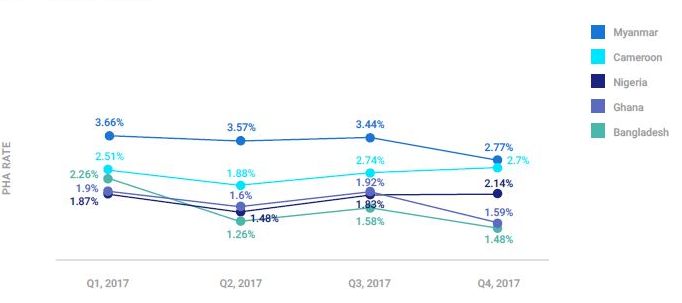 Myanmar
Cameroon
Nigeria
Ghana
Bangladesh
PHA RATE
3.66%
3.57%
3.44%
2.77%
2.51%
1.88%
2.74%
2.7%
2.26%
1.9%
1.87%
1.6%
1.48%
1.26%
1.92%
1.83%
1.58%
2.14%
1.59%
1.48%
Q1, 2017
Q2, 2017
Q3, 2017
Q4, 2017